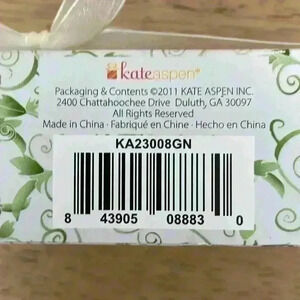 kateaspen®
Packaging & Contents ©2011 KATE ASPEN INC.
2400 Chattahoochee Drive Duluth, GA 30097
All Rights Reserved
Made in China · Fabriqué en Chine · Hecho en China
KA23008GN
8 43905 08883 0